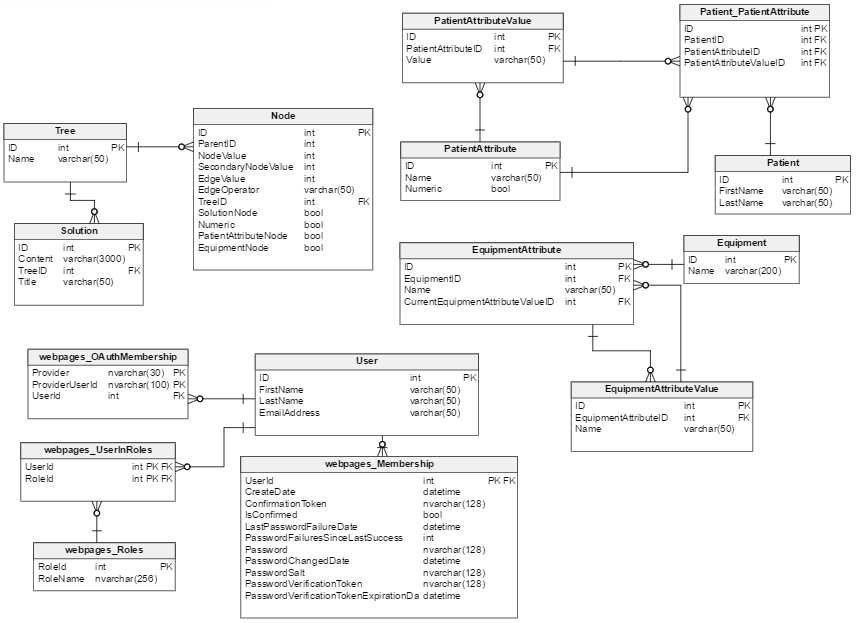 PatientAttributeValue
ID int PK
PatientAttributeID int FK
Value varchar(50)
Patient_PatientAttribute
ID int PK
PatientID int FK
PatientAttributeID int FK
PatientAttributeValueID int FK
Tree
ID int PK
Name varchar(50)
Node
ID int PK
ParentID int
NodeValue int
SecondaryNodeValue int
EdgeValue int
EdgeOperator varchar(50)
TreeID int FK
SolutionNode bool
Numeric bool
PatientAttributeNode bool
EquipmentNode bool
PatientAttribute
ID int PK
Name varchar(50)
Numeric bool
Patient
ID int PK
FirstName varchar(50)
LastName varchar(50)
Solution
ID int PK
Content varchar(3000)
TreeID int FK
Title varchar(50)
EquipmentAttribute
ID int PK
EquipmentID int FK
Name varchar(50)
CurrentEquipmentAttributeValueID int FK
Equipment
ID int PK
Name varchar(200)
webpages_OAuthMembership
Provider nvarchar(30) PK
ProviderUserId nvarchar(100) PK
UserId int FK
User
ID int PK
FirstName varchar(50)
LastName varchar(50)
EmailAddress varchar(50)
EquipmentAttributeValue
ID int PK
EquipmentAttributeID int FK
Name varchar(50)
webpages_UserInRoles
UserId int PK FK
RoleId int PK FK
webpages_Membership
UserId int PK FK
CreateDate datetime
ConfirmationToken nvarchar(128)
IsConfirmed bool
LastPasswordFailureDate datetime
PasswordFailuresSinceLastSuccess int
Password nvarchar(128)
PasswordChangedDate datetime
PasswordSalt nvarchar(128)
PasswordVerificationToken nvarchar(128)
PasswordVerificationTokenExpirationDa datetime
webpages_Roles
RoleId int PK
RoleName nvarchar(256)